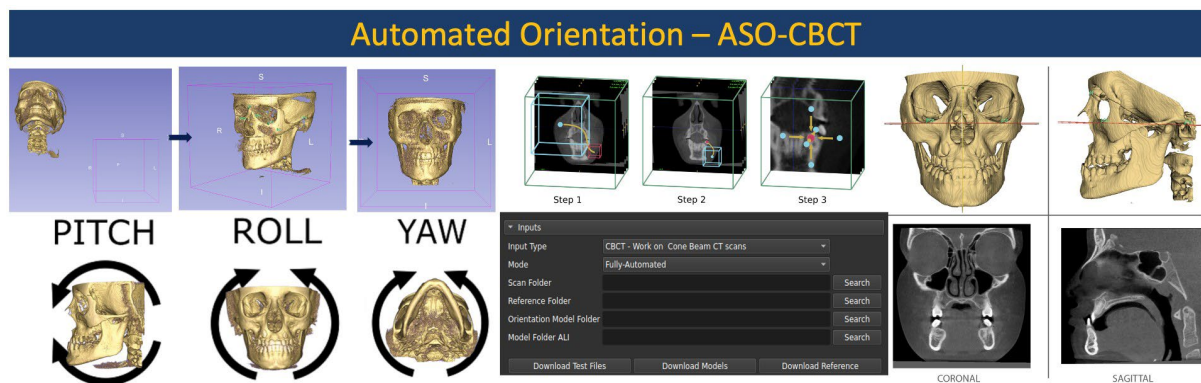 Automated Orientation – ASO-CBCT
S
R
L
I
S
L
I
Step 1
Step 2
Step 3
PITCH
ROLL
YAW
Inputs
Input Type
CBCT - Work on Cone Beam CT scans
Mode
Fully-Automated
Scan Folder
Search
Reference Folder
Search
Orientation Model Folder
Search
Model Folder ALI
Search
Download Test Files
Download Models
Download Reference
CORONAL
SAGITTAL